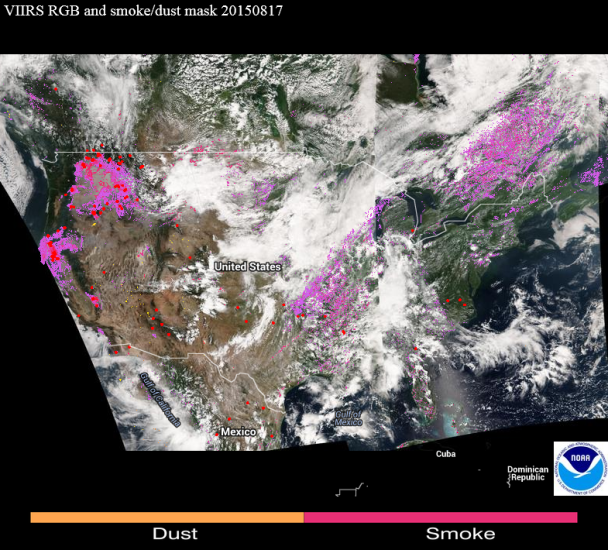 VIIRS RGB and smoke/dust mask 20150817
United States
Gulf of California
Gulf of
Mexico
Mexico
Cuba
Dominican
Republic
NOAA
Dust
Smoke